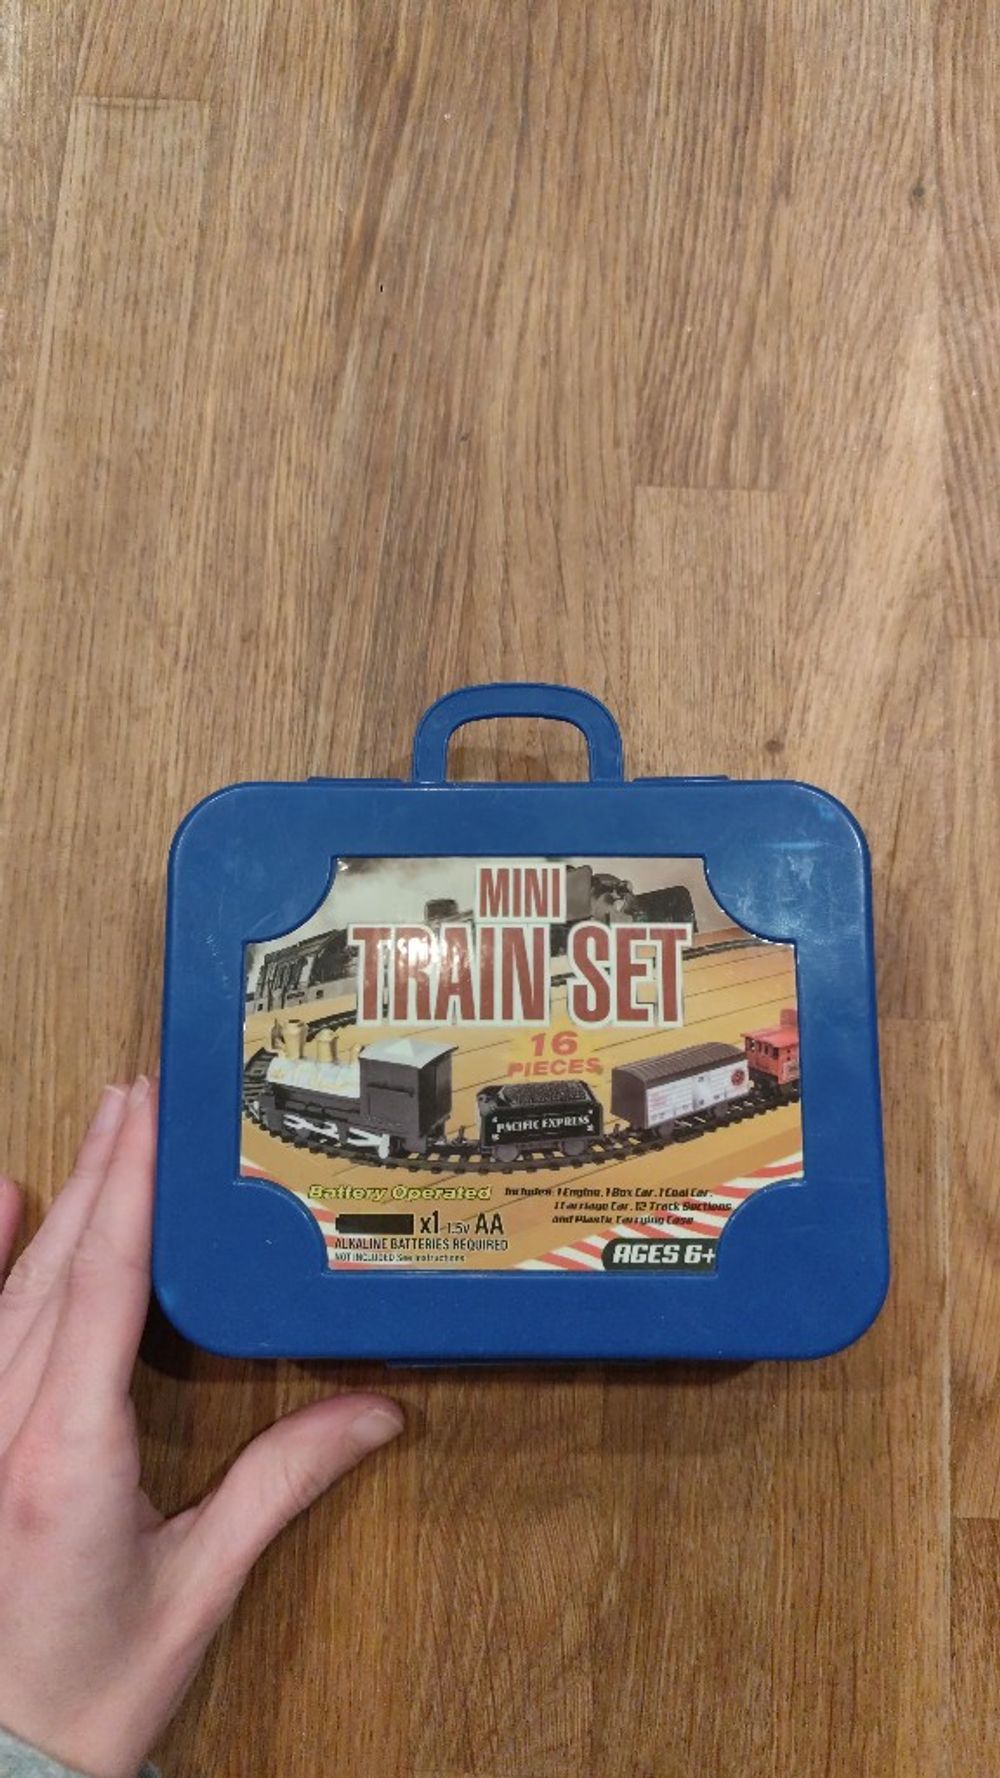 MINI
TRAIN SET
16
PIECES
PACIFIC EXPRESS
Battery Operated
x1 1.5v AA
ALKALINE BATTERIES REQUIRED
NOT INCLUDED See instructions
Includes: 1 Engine, 1 Box Car, 1 Coal Car,
1 Carriage Car, 12 Track Sections
and Plastic Carrying Case
AGES 6+